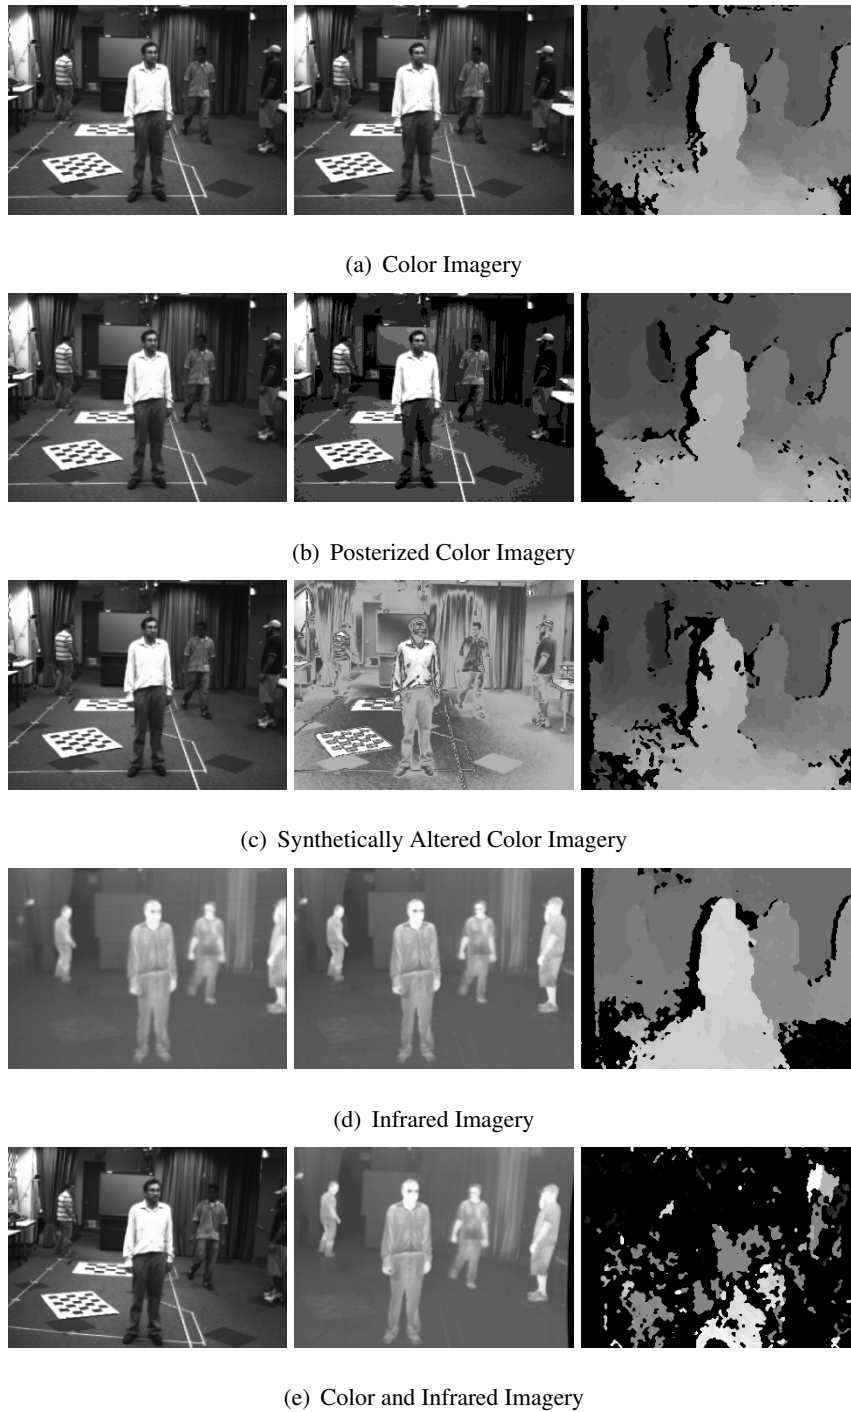 (a) Color Imagery
(b) Posterized Color Imagery
(c) Synthetically Altered Color Imagery
(d) Infrared Imagery
(e) Color and Infrared Imagery